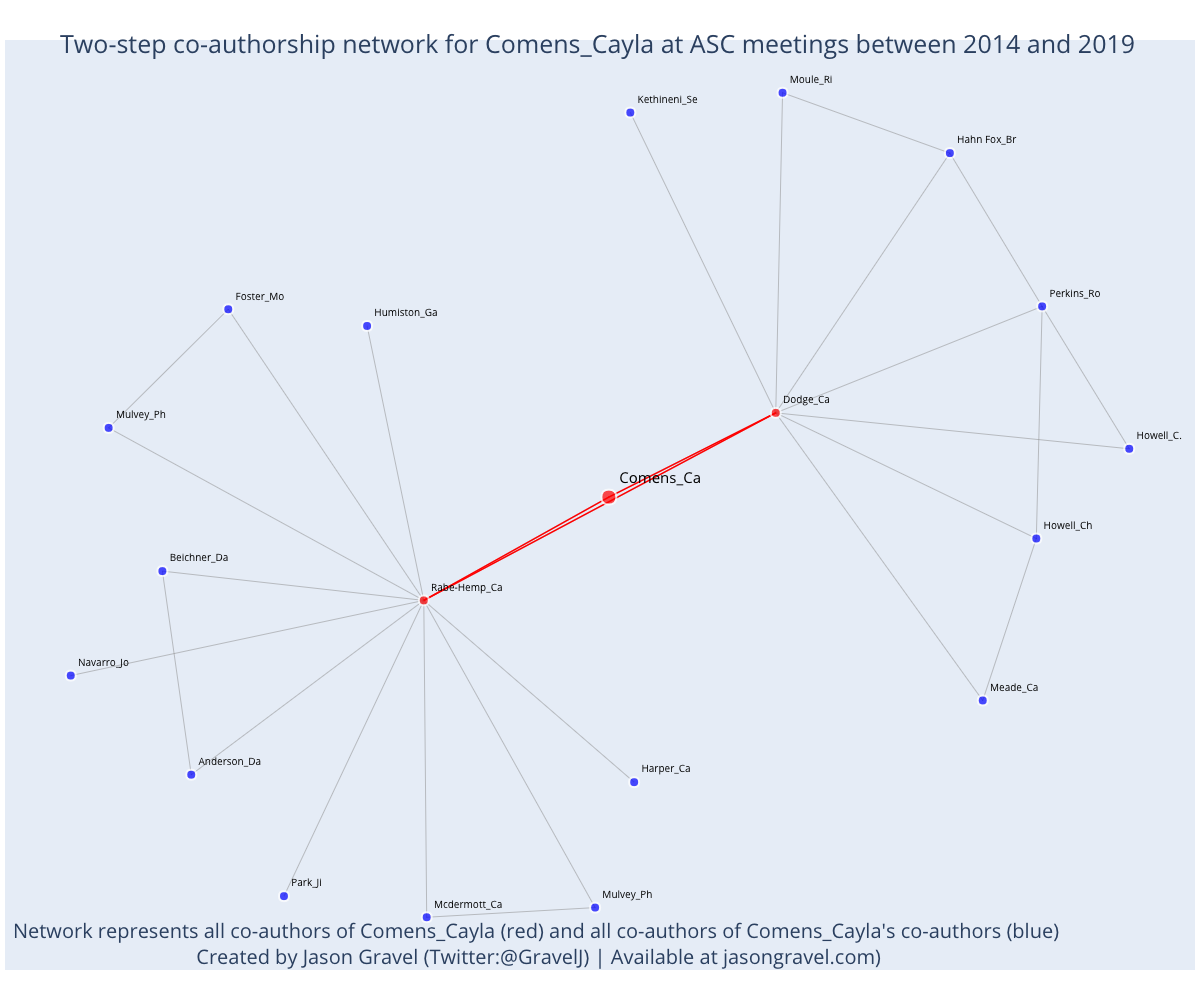 Two-step co-authorship network for Comens_Cayla at ASC meetings between 2014 and 2019
Moule_Ri
Kethineni_Se
Hahn Fox_Br
Perkins_Ro
Foster_Mo
Humiston_Ga
Dodge_Ca
Mulvey_Ph
Howell_C.
Comens_Ca
Howell_Ch
Beichner_Da
Rabe-Hemp_Ca
Navarro_Jo
Meade_Ca
Anderson_Da
Harper_Ca
Park_Ji
Mulvey_Ph
Mcdermott_Ca
Network represents all co-authors of Comens_Cayla (red) and all co-authors of Comens_Cayla's co-authors (blue)
Created by Jason Gravel (Twitter:@GravelJ) | Available at jasongravel.com)